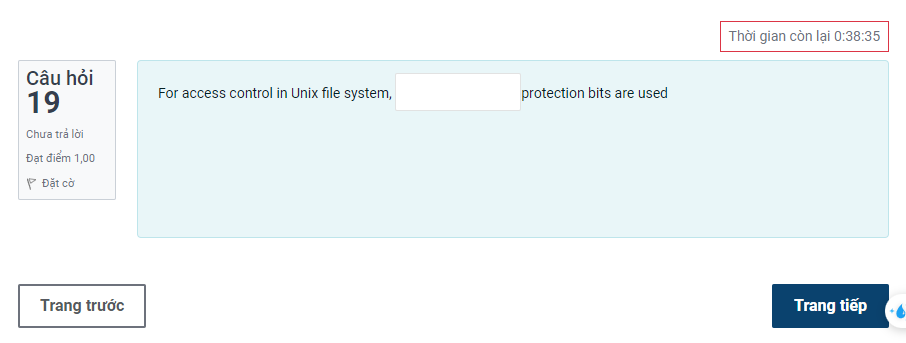 Thời gian còn lại 0:38:35
Câu hỏi
19
Chưa trả lời
Đạt điểm 1,00
Đặt cờ
For access control in Unix file system, protection bits are used
Trang trước
Trang tiếp